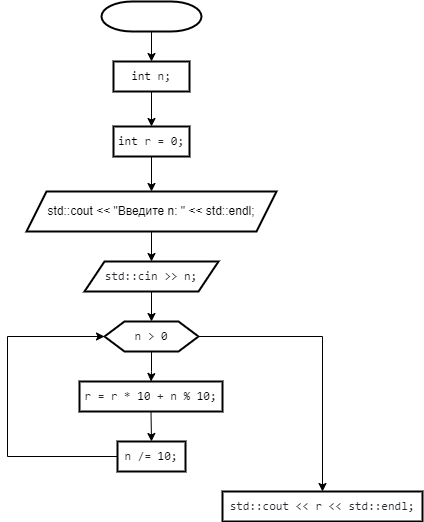 int n;
int r = 0;
std::cout << "Введите n: " << std::endl;
std::cin >> n;
n > 0
r = r * 10 + n % 10;
n /= 10;
std::cout << r << std::endl;